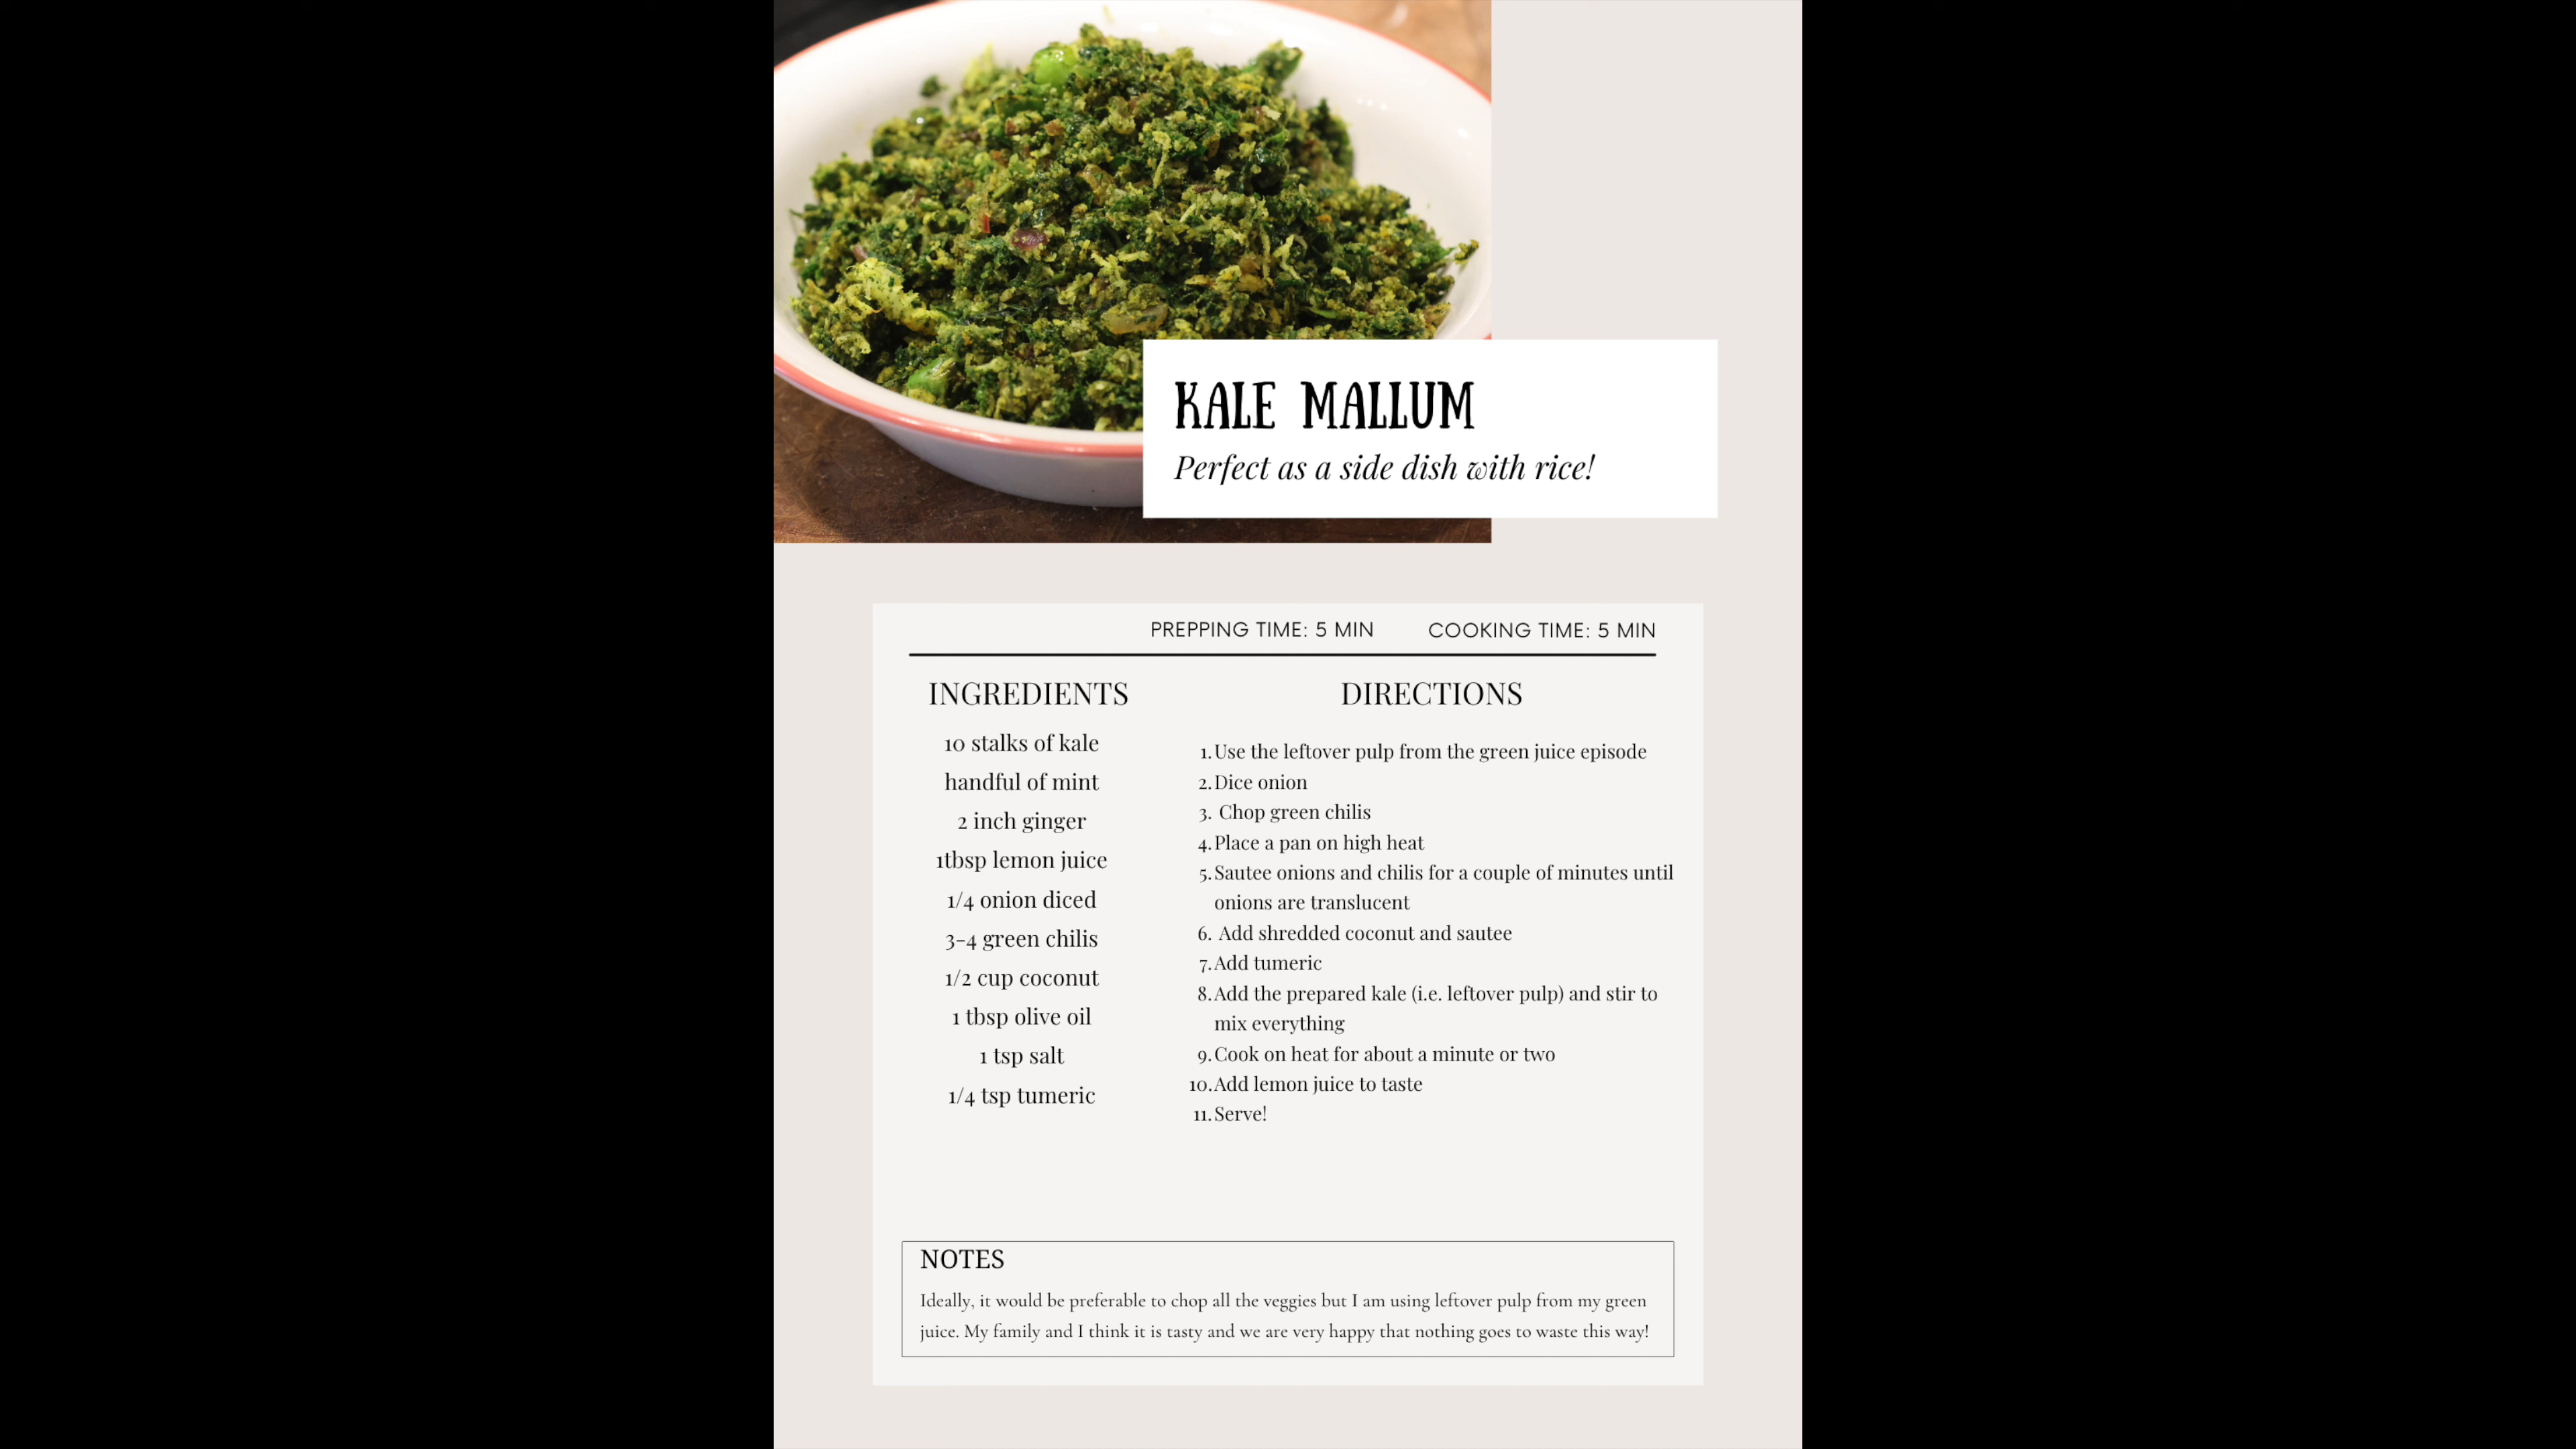 KALE MALLUM
Perfect as a side dish with rice!
PREPPING TIME: 5 MIN
COOKING TIME: 5 MIN
INGREDIENTS
10 stalks of kale
handful of mint
2 inch ginger
1tbsp lemon juice
1/4 onion diced
3-4 green chilis
1/2 cup coconut
1 tbsp olive oil
1 tsp salt
1/4 tsp tumeric
DIRECTIONS
1. Use the leftover pulp from the green juice episode
2. Dice onion
3. Chop green chilis
4. Place a pan on high heat
5. Sautee onions and chilis for a couple of minutes until
onions are translucent
6. Add shredded coconut and sautee
7. Add tumeric
8. Add the prepared kale (i.e. leftover pulp) and stir to
mix everything
9. Cook on heat for about a minute or two
10. Add lemon juice to taste
11. Serve!
NOTES
Ideally, it would be preferable to chop all the veggies but I am using leftover pulp from my green
juice. My family and I think it is tasty and we are very happy that nothing goes to waste this way!